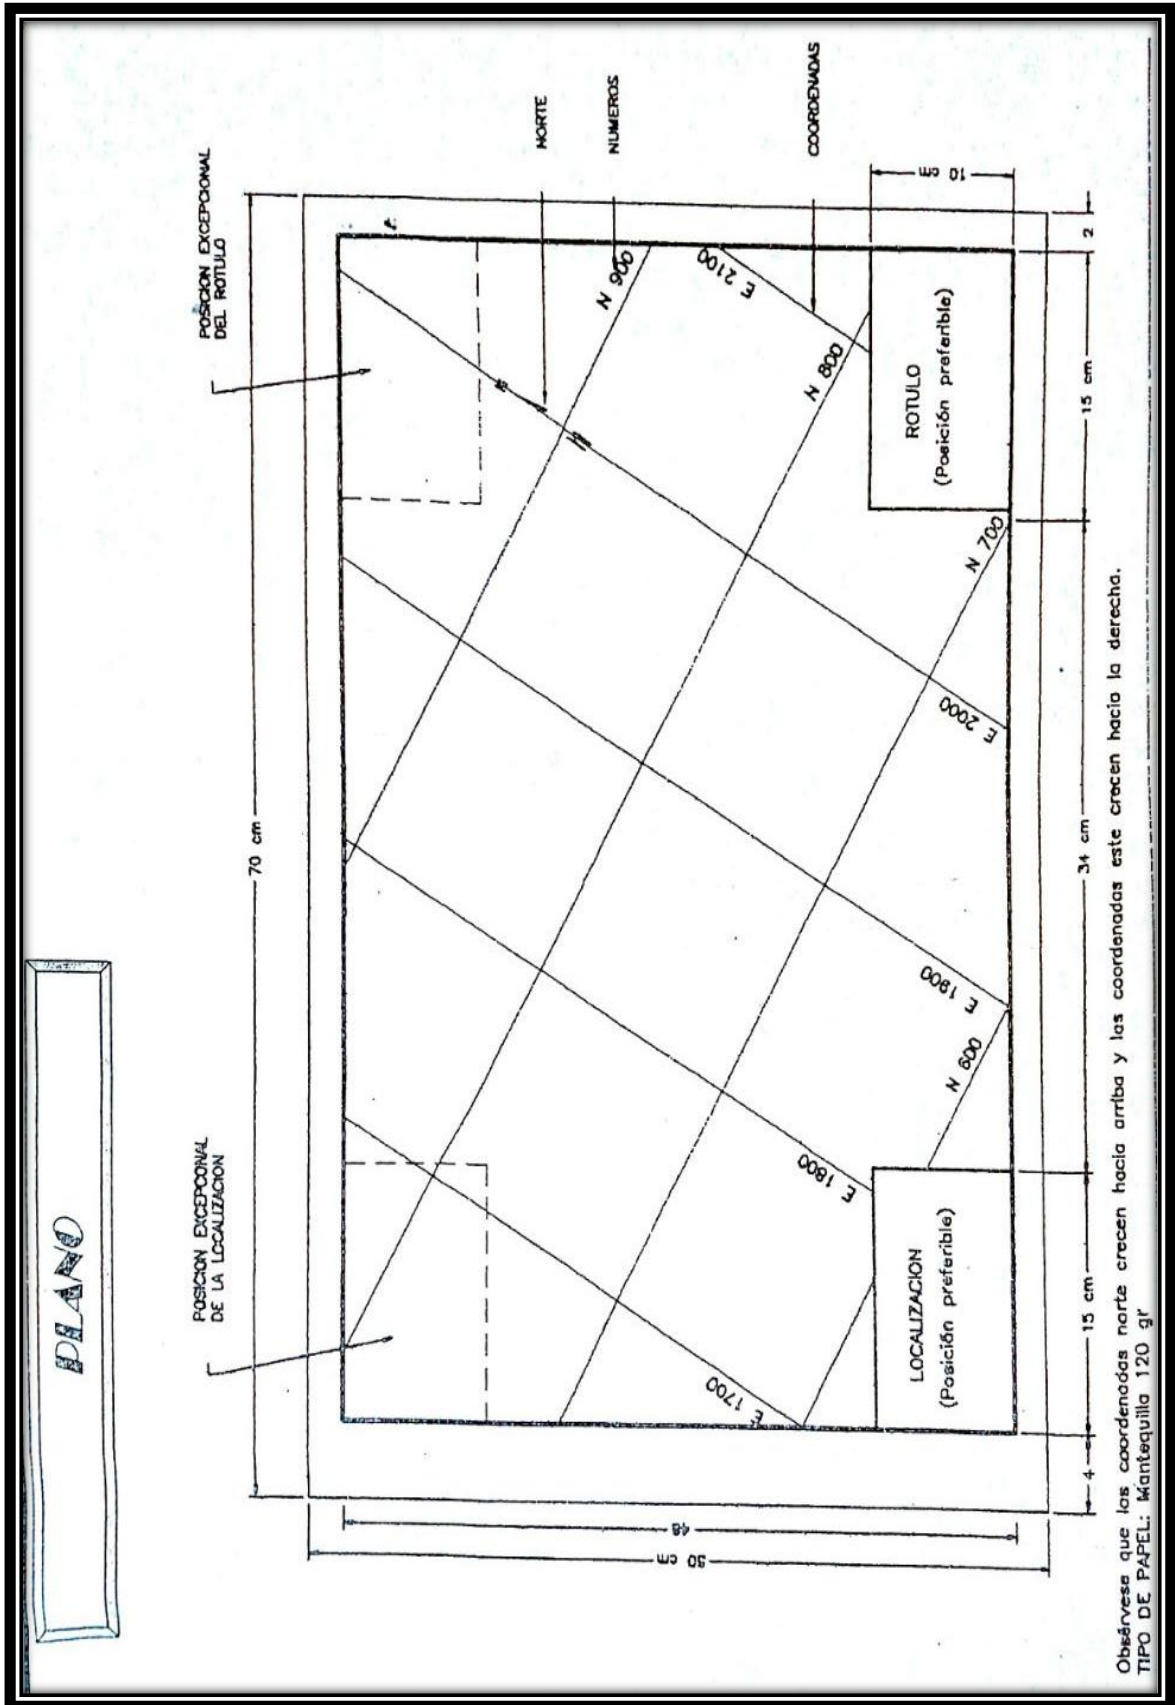 PLANO
POSICION EXCEPCIONAL
DE LA LOCALIZACION
POSICION EXCEPCIONAL
DEL ROTULO
70 cm
NORTE
NUMEROS
COORDENADAS
N 900
E 2100
N 800
N 700
E 2000
E 1900
N 600
E 1800
E 1700
50 cm
48
LOCALIZACION
(Posición preferible)
ROTULO
(Posición preferible)
10 cm
4
15 cm
34 cm
15 cm
2
Obsérvese que las coordenadas norte crecen hacia arriba y las coordenadas este crecen hacia la derecha.
TIPO DE PAPEL: Mantequilla 120 gr